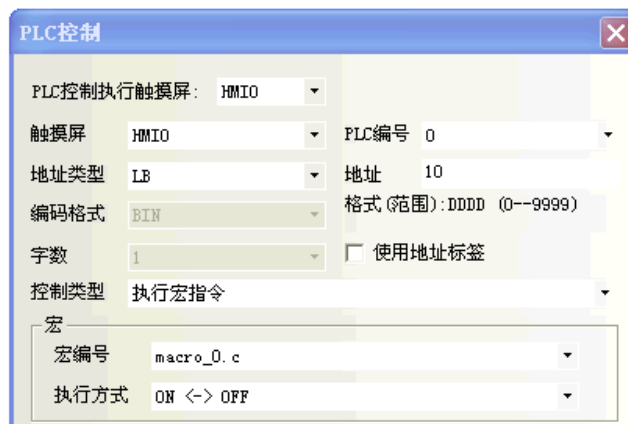 PLC控制
PLC控制执行触摸屏: HMI0
触摸屏 HMI0 PLC编号 0
地址类型 LB 地址 10
编码格式 BIN 格式(范围):DDDD (0--9999)
字数 1 使用地址标签
控制类型 执行宏指令
宏
宏编号 macro_0.c
执行方式 ON <-> OFF